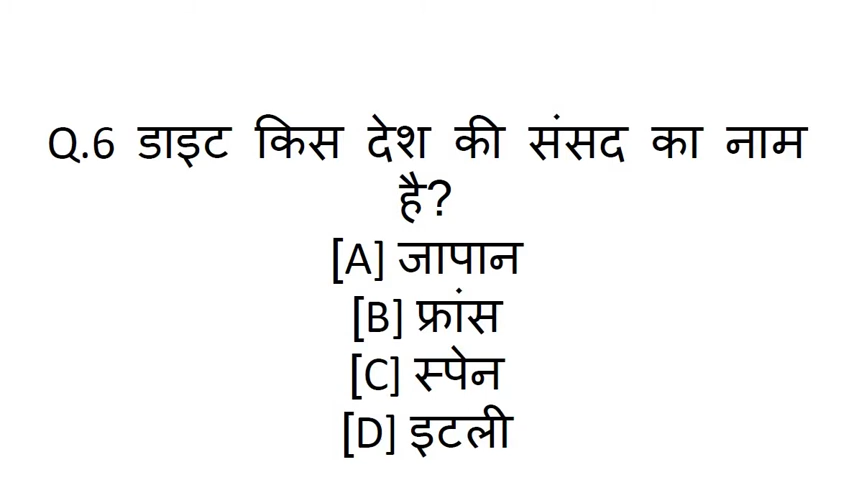 Q.6 डाइट किस देश की संसद का नाम
है?
[A] जापान
[B] फ्रांस
[C] स्पेन
[D] इटली